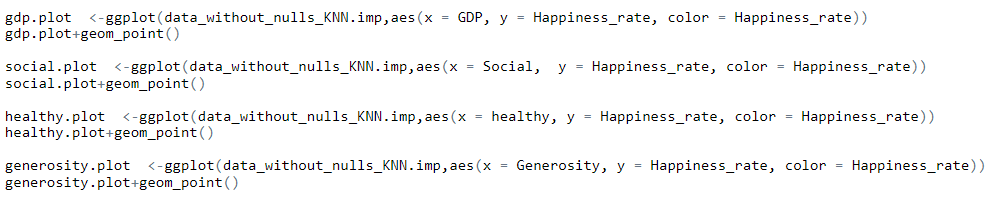 gdp.plot  <-ggplot(data_without_nulls_KNN.imp,aes(x = GDP, y = Happiness_rate, color = Happiness_rate))
gdp.plot+geom_point()
social.plot  <-ggplot(data_without_nulls_KNN.imp,aes(x = Social,  y = Happiness_rate, color = Happiness_rate))
social.plot+geom_point()
healthy.plot  <-ggplot(data_without_nulls_KNN.imp,aes(x = healthy, y = Happiness_rate, color = Happiness_rate))
healthy.plot+geom_point()
generosity.plot  <-ggplot(data_without_nulls_KNN.imp,aes(x = Generosity, y = Happiness_rate, color = Happiness_rate))
generosity.plot+geom_point()